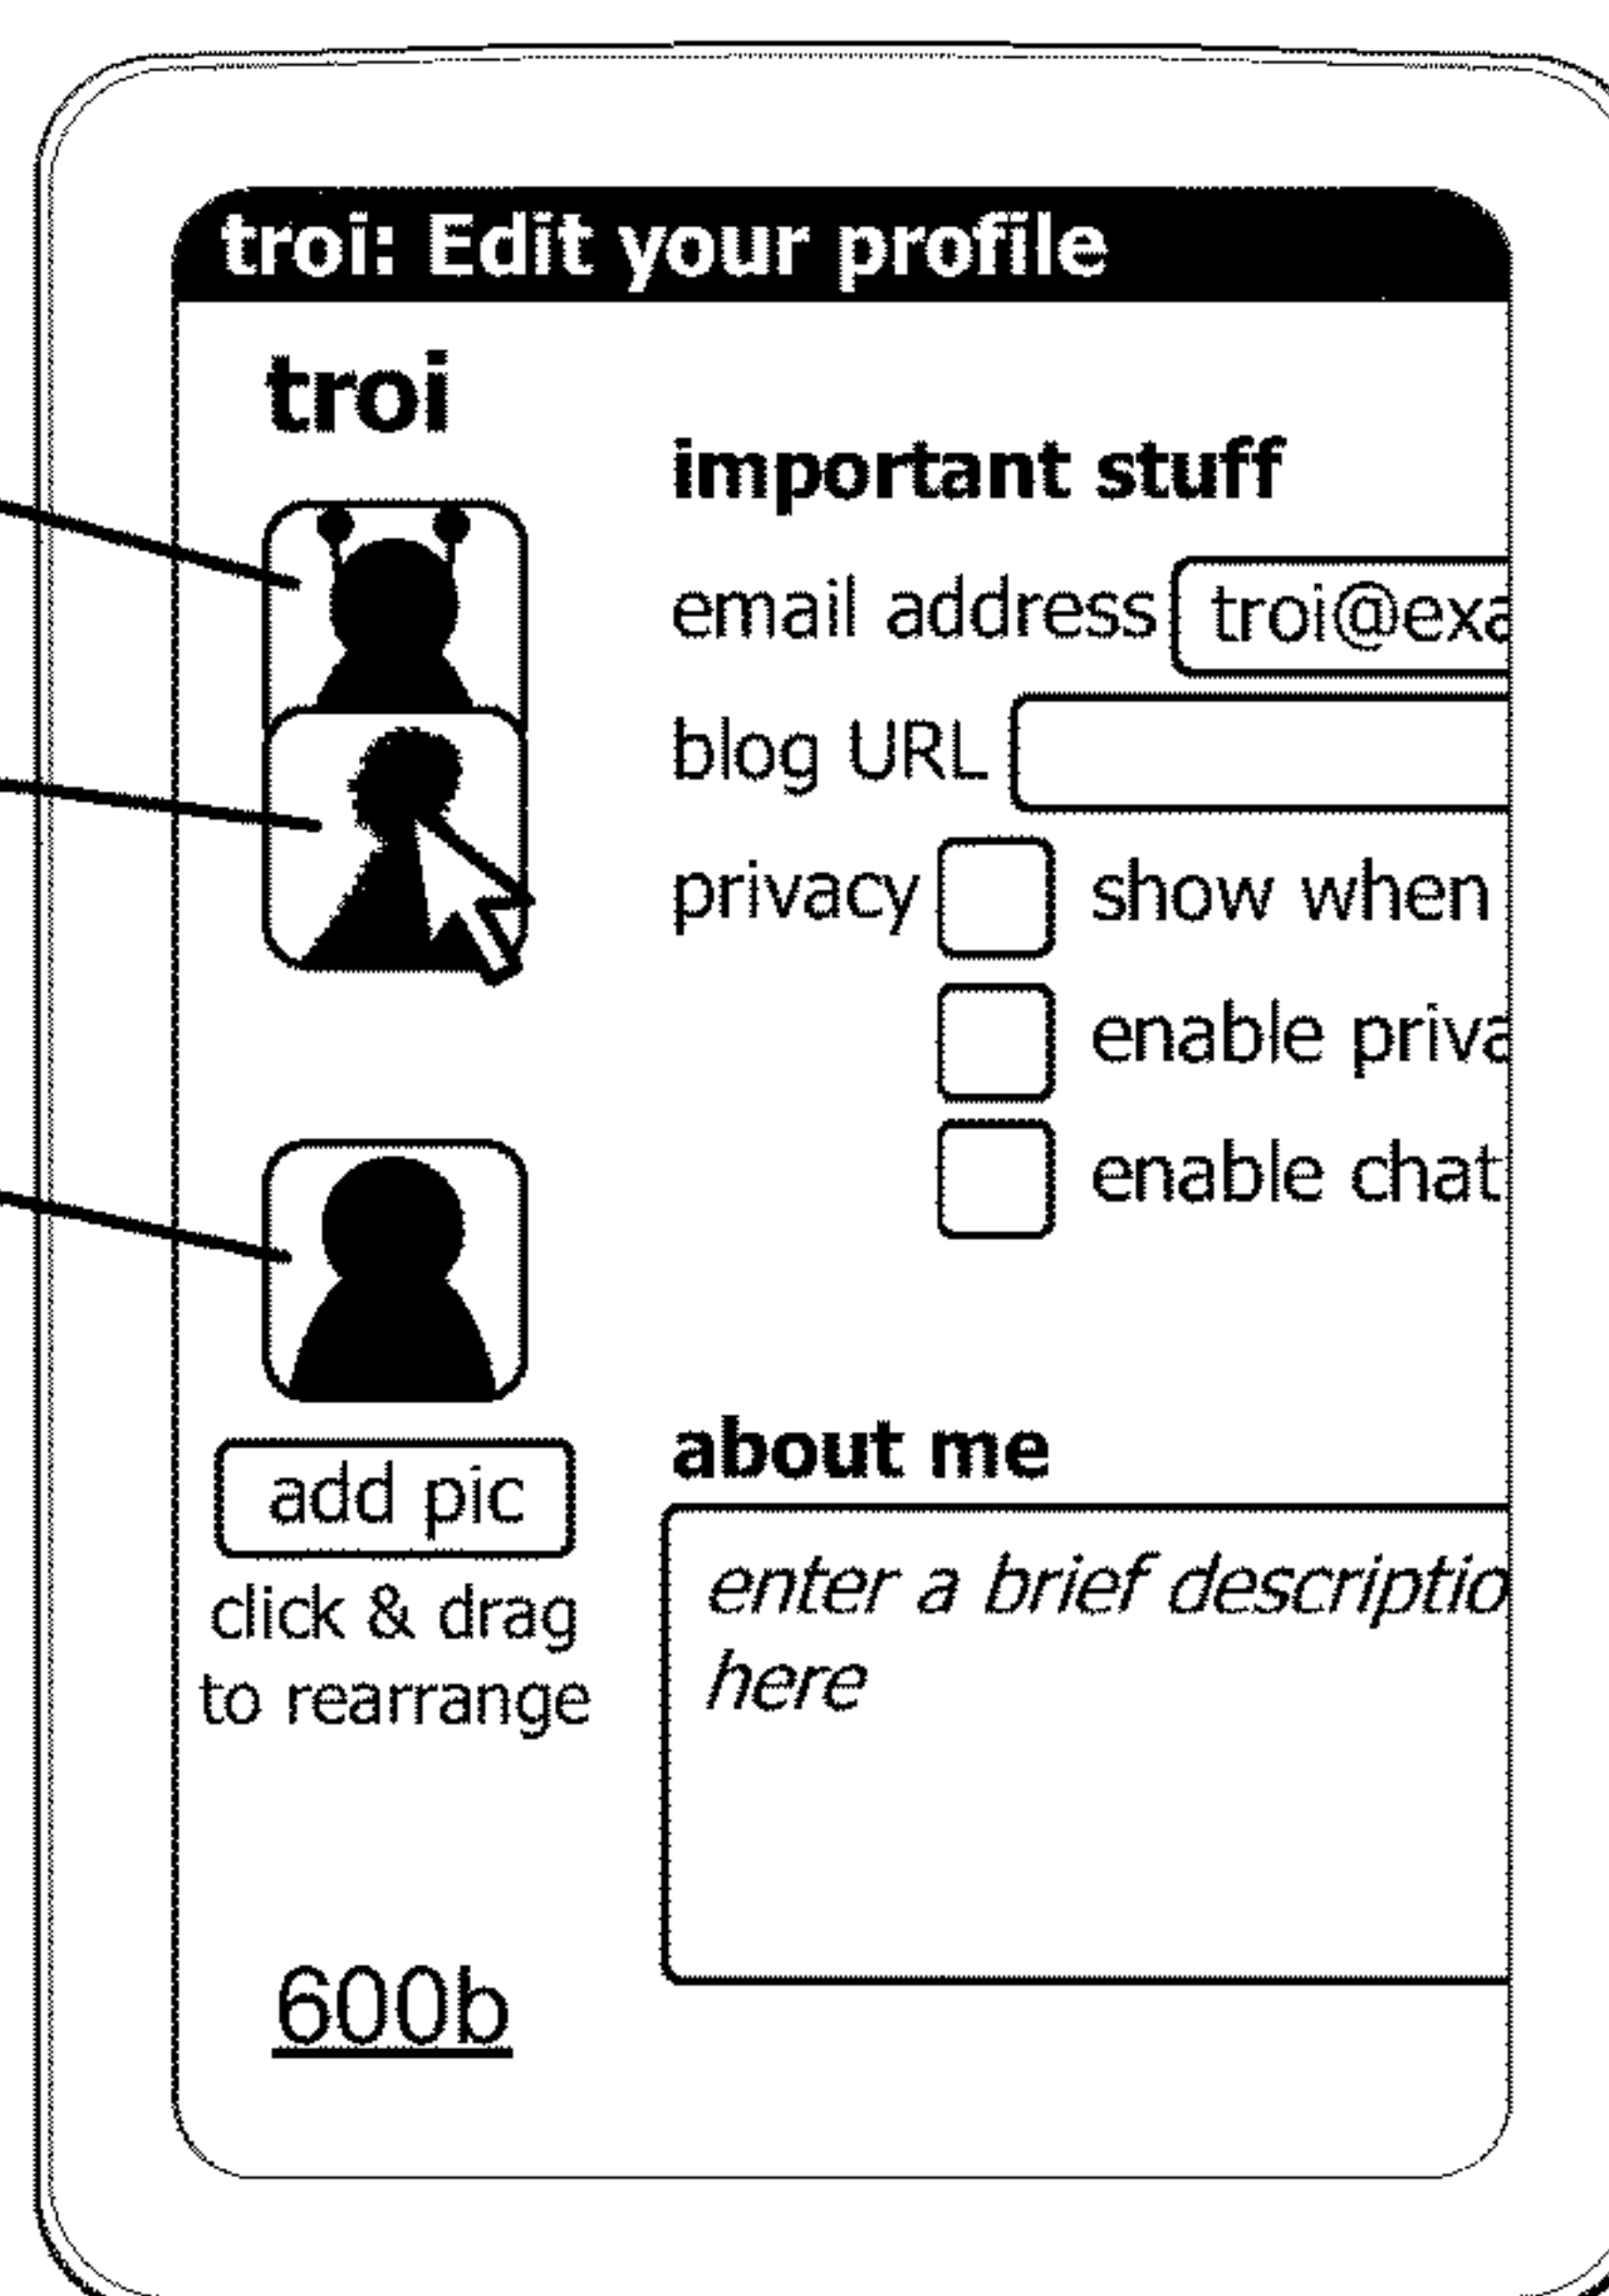 troi: Edit your profile
troi
important stuff
email address troi@exa
blog URL
privacy show when
enable priva
enable chat
add pic
click & drag
to rearrange
about me
enter a brief descriptio
here
600b